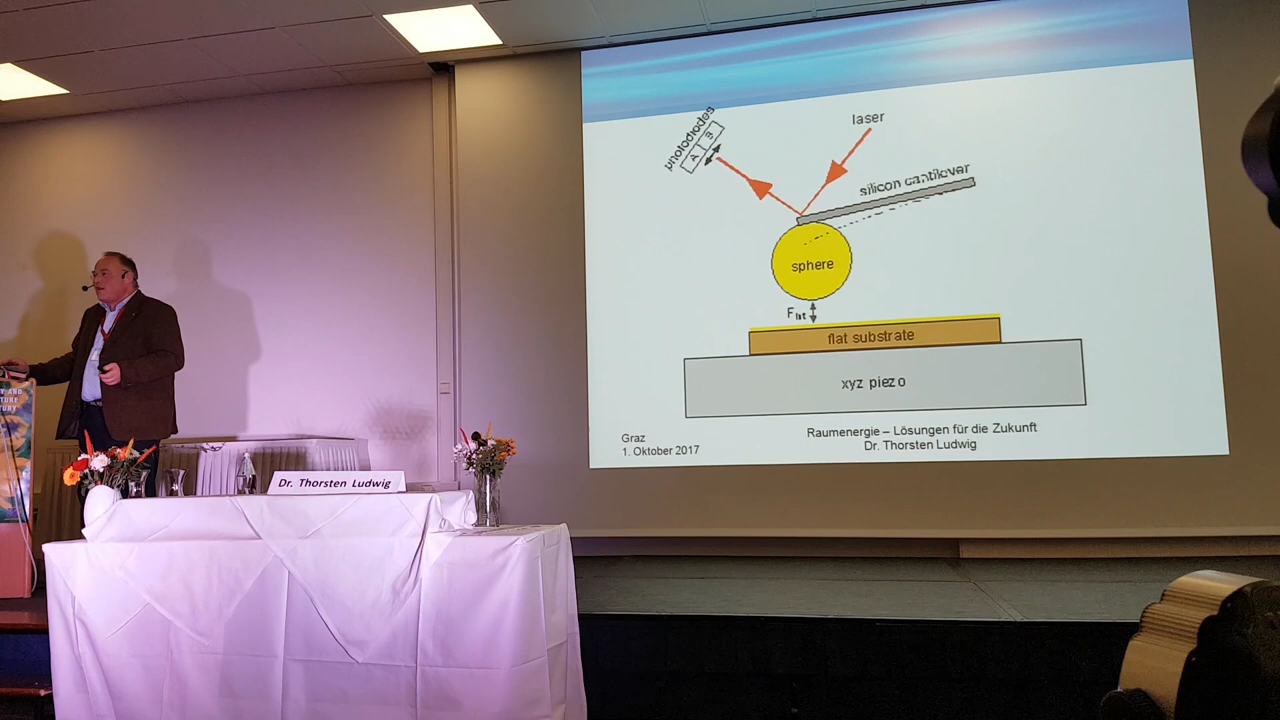 photodiodes
A B
laser
silicon cantilever
sphere
flat substrate
xyz piezo
Graz
1. Oktober 2017
Raumenergie – Lösungen für die Zukunft
Dr. Thorsten Ludwig
Dr. Thorsten Ludwig
AND